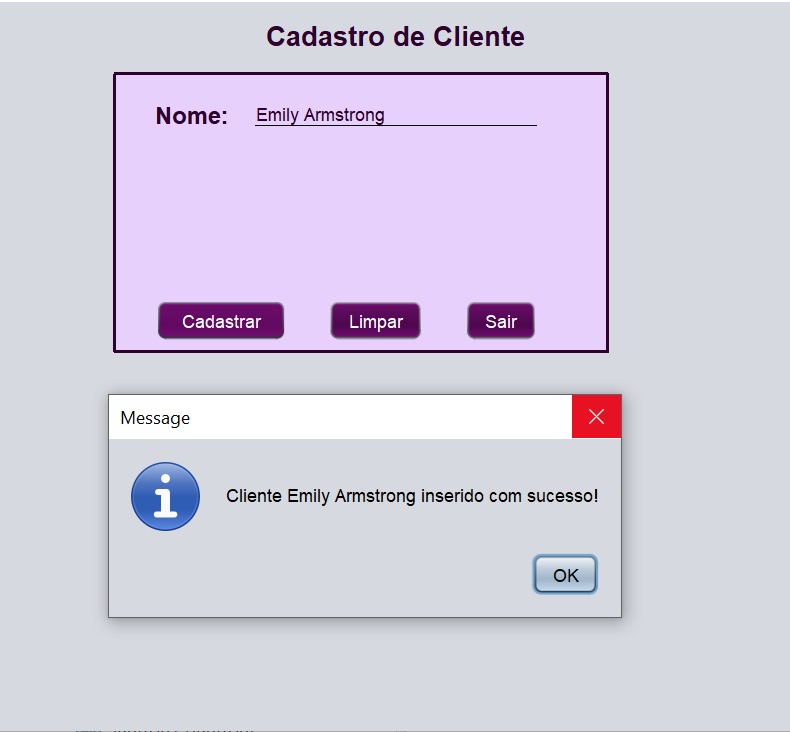 Cadastro de Cliente
Nome: Emily Armstrong
Cadastrar Limpar Sair
Message
Cliente Emily Armstrong inserido com sucesso!
OK